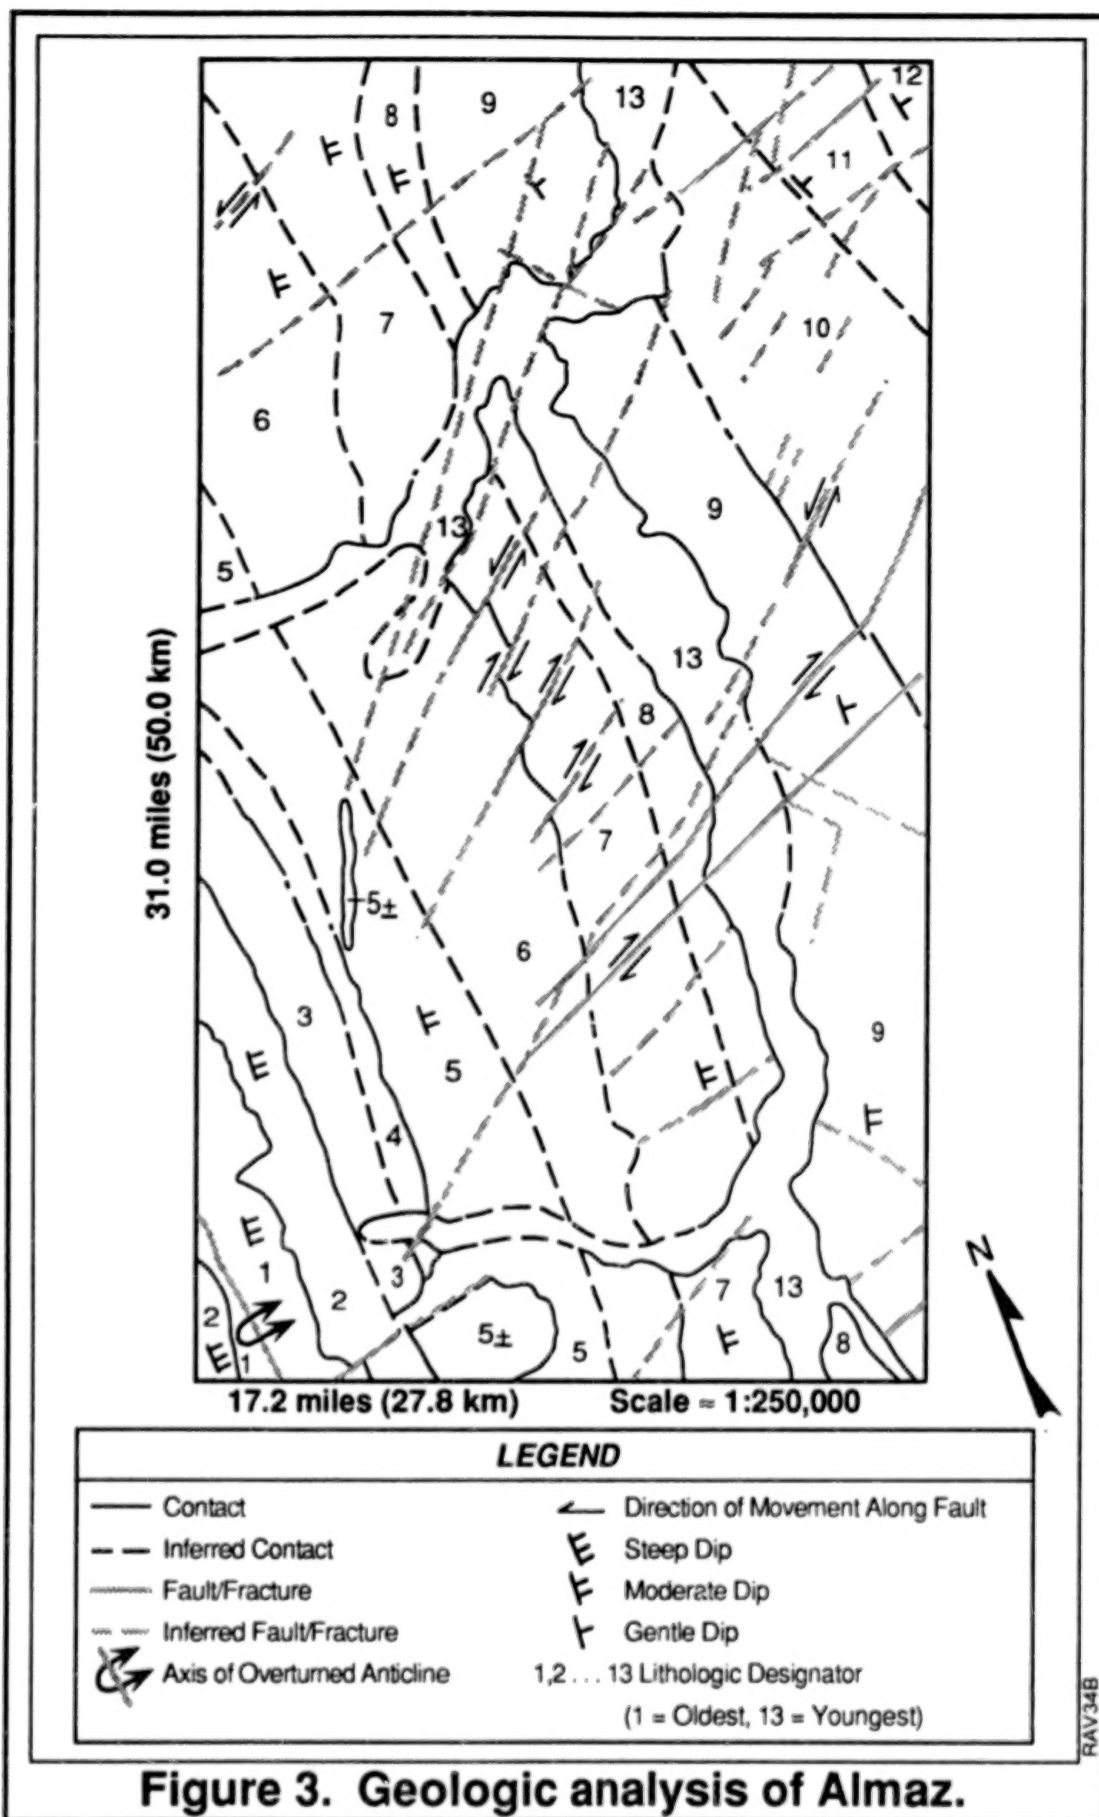 12
8
9
13
11
7
10
6
9
13
5
13
8
7
5±
6
3
9
5
4
1
3
7
13
2
2
5±
5
8
1
31.0 miles (50.0 km)
N
17.2 miles (27.8 km) Scale ≈ 1:250,000
LEGEND
Contact
Inferred Contact
Fault/Fracture
Inferred Fault/Fracture
Axis of Overturned Anticline
Direction of Movement Along Fault
Steep Dip
Moderate Dip
Gentle Dip
1,2 . . . 13 Lithologic Designator
(1 = Oldest, 13 = Youngest)
RAV34B
Figure 3. Geologic analysis of Almaz.